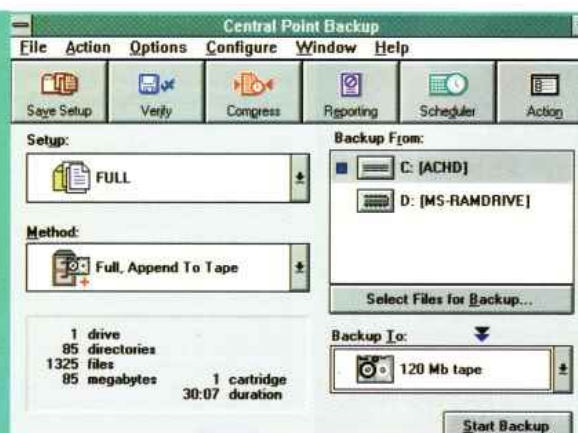 Central Point Backup
File Action Options Configure Window Help
Save Setup Verify Compress Reporting Scheduler Action
Setup:
FULL
Method:
Full, Append To Tape
1 drive
85 directories
1325 files
85 megabytes 1 cartridge
30:07 duration
Backup From:
C: [ACHD]
D: [MS-RAMDRIVE]
Select Files for Backup...
Backup To:
120 Mb tape
Start Backup